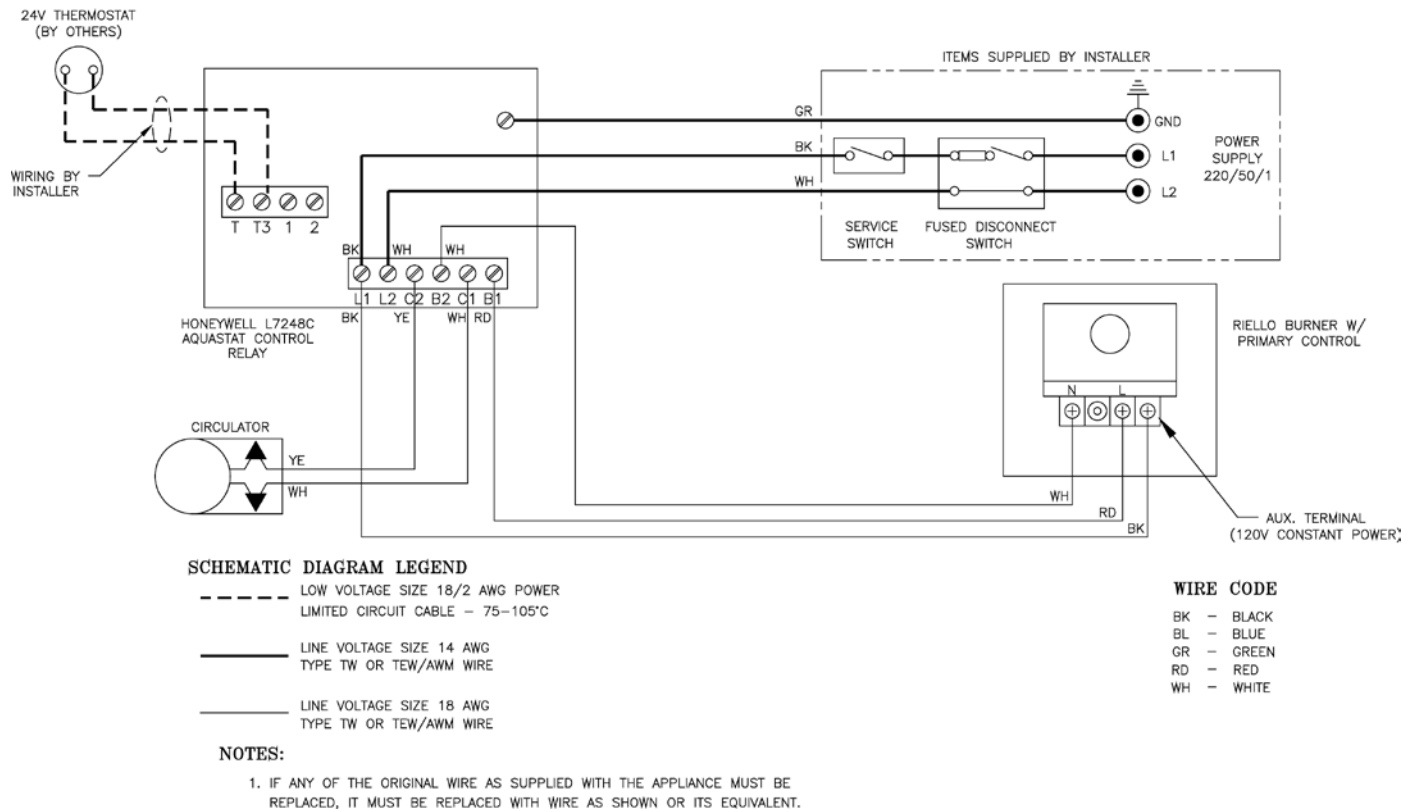 24V THERMOSTAT
(BY OTHERS)
WIRING BY
INSTALLER
T T3 1 2
HONEYWELL L7248C
AQUASTAT CONTROL
RELAY
BK WH WH
L1 L2 C2 B2 C1 B1
BK YE WH RD
ITEMS SUPPLIED BY INSTALLER
GR
BK
WH
GND
L1
L2
POWER
SUPPLY
220/50/1
SERVICE
SWITCH
FUSED DISCONNECT
SWITCH
RIELLO BURNER W/
PRIMARY CONTROL
N L
WH
RD
BK
AUX. TERMINAL
(120V CONSTANT POWER)
CIRCULATOR
YE
WH
SCHEMATIC DIAGRAM LEGEND
LOW VOLTAGE SIZE 18/2 AWG POWER
LIMITED CIRCUIT CABLE – 75–105°C
LINE VOLTAGE SIZE 14 AWG
TYPE TW OR TEW/AWM WIRE
LINE VOLTAGE SIZE 18 AWG
TYPE TW OR TEW/AWM WIRE
WIRE CODE
BK – BLACK
BL – BLUE
GR – GREEN
RD – RED
WH – WHITE
NOTES:
1. IF ANY OF THE ORIGINAL WIRE AS SUPPLIED WITH THE APPLIANCE MUST BE
REPLACED, IT MUST BE REPLACED WITH WIRE AS SHOWN OR ITS EQUIVALENT.